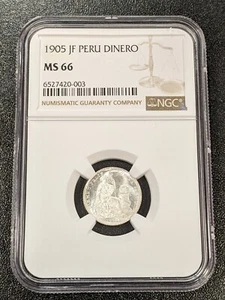 1905 JF PERU DINERO
MS 66
6527420-003
NUMISMATIC GUARANTY COMPANY
NGC